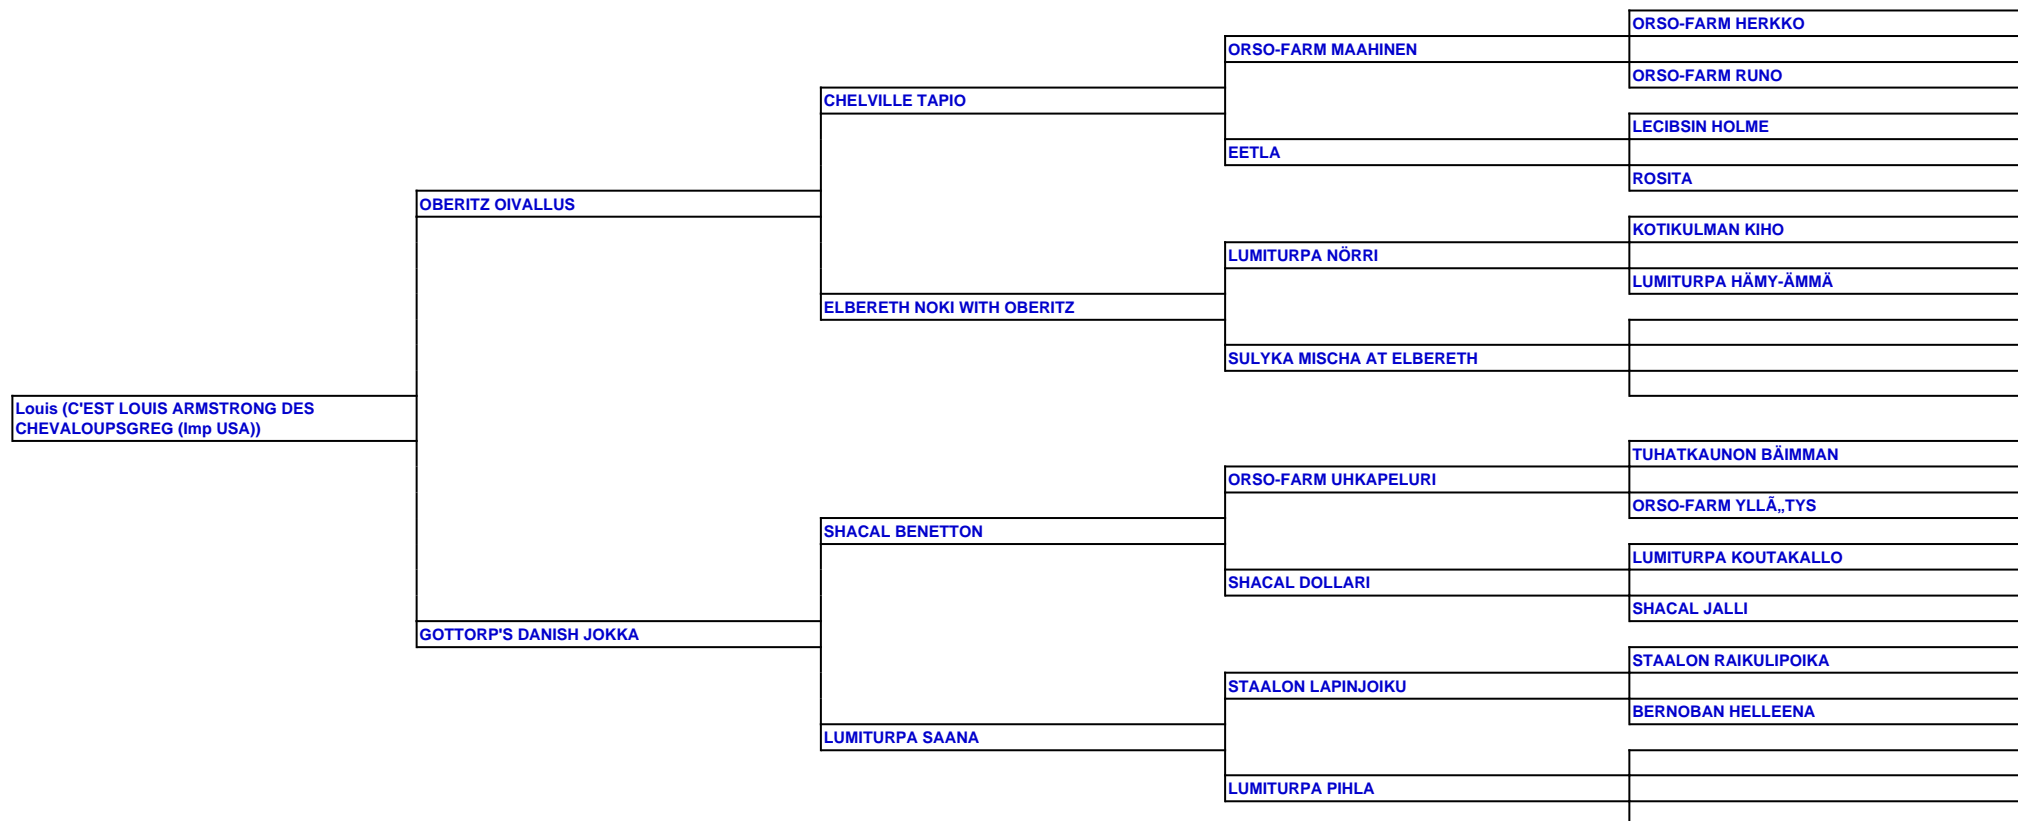 ORSO-FARM HERKKO
ORSO-FARM MAAHINEN
ORSO-FARM RUNO
CHELVILLE TAPIO
LECIBSIN HOLME
EETLA
ROSITA
OBERITZ OIVALLUS
KOTIKULMAN KIHO
LUMITURPA NÖRRI
LUMITURPA HÄMY-ÄMMÄ
ELBERETH NOKI WITH OBERITZ
SULYKA MISCHA AT ELBERETH
Louis (C'EST LOUIS ARMSTRONG DES
CHEVALOUPSGREG (Imp USA))
TUHATKAUNON BÄIMMAN
ORSO-FARM UHKAPELURI
ORSO-FARM YLLÃ„TYS
SHACAL BENETTON
LUMITURPA KOUTAKALLO
SHACAL DOLLARI
SHACAL JALLI
GOTTORP'S DANISH JOKKA
STAALON RAIKULIPOIKA
STAALON LAPINJOIKU
BERNOBAN HELLEENA
LUMITURPA SAANA
LUMITURPA PIHLA